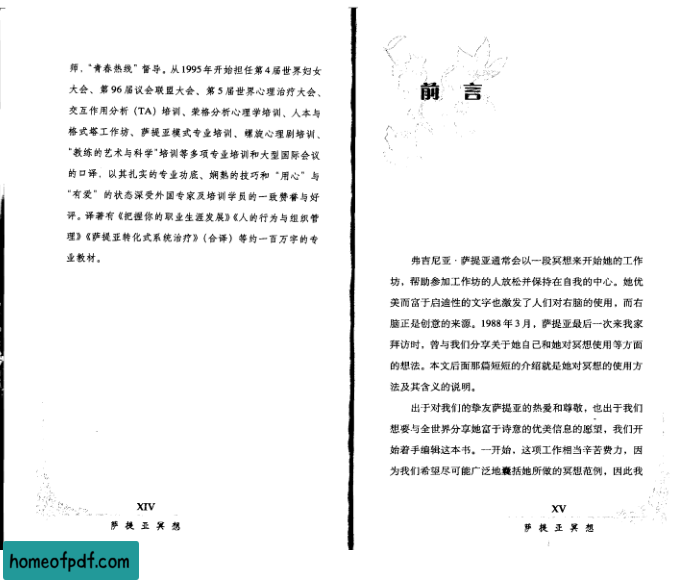 师，“青春热线”督导。从1995年开始担任第4届世界妇女
大会、第96届议会联盟大会、第5届世界心理治疗大会、
交互作用分析（TA）培训、荣格分析心理学培训、人本与
格式塔工作坊、萨提亚模式专业培训、螺旋心理剧培训、
“教练的艺术与科学”培训等多项专业培训和大型国际会议
的口译，以其扎实的专业功底、娴熟的技巧和“用心”与
“有爱”的状态深受外国专家及培训学员的一致赞誉与好
评。译著有《把握你的职业生涯发展》《人的行为与组织管
理》《萨提亚转化式系统治疗》（合译）等约一百万字的专
业教材。
XIV
萨提亚冥想
前言
弗吉尼亚·萨提亚通常会以一段冥想来开始她的工作
坊，帮助参加工作坊的人放松并保持在自我的中心。她优
美而富于启迪性的文字也激发了人们对右脑的使用，而右
脑正是创意的来源。1988年3月，萨提亚最后一次来我家
拜访时，曾与我们分享关于她自己和她对冥想使用等方面
的想法。本文后面那篇短短的介绍就是她对冥想的使用方
法及其含义的说明。
出于对我们的挚友萨提亚的热爱和尊敬，也出于我们
想要与全世界分享她富于诗意的优美信息的愿望，我们开
始着手编辑这本书。一开始，这项工作相当辛苦费力，因
为我们希望尽可能广泛地囊括她所做的冥想范例，因此我
XV
萨提亚冥想
homeofpdf.com